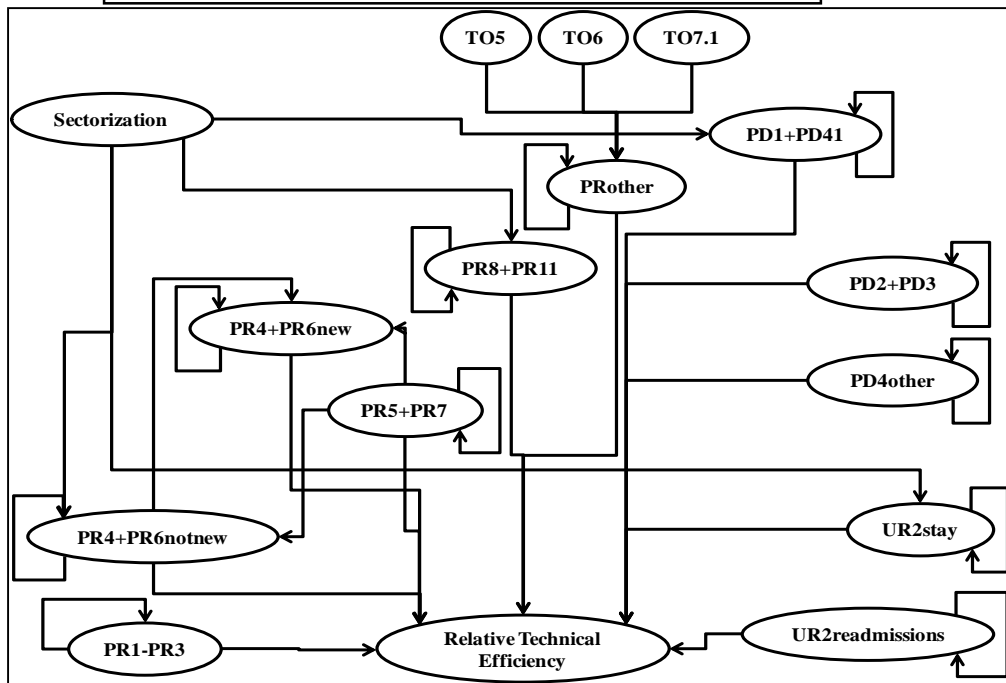 TO5
TO6
TO7.1
Sectorization
PD1+PD41
PRother
PR8+PR11
PD2+PD3
PR4+PR6new
PD4other
PR5+PR7
UR2stay
PR4+PR6notnew
PR1-PR3
Relative Technical
Efficiency
UR2readmissions